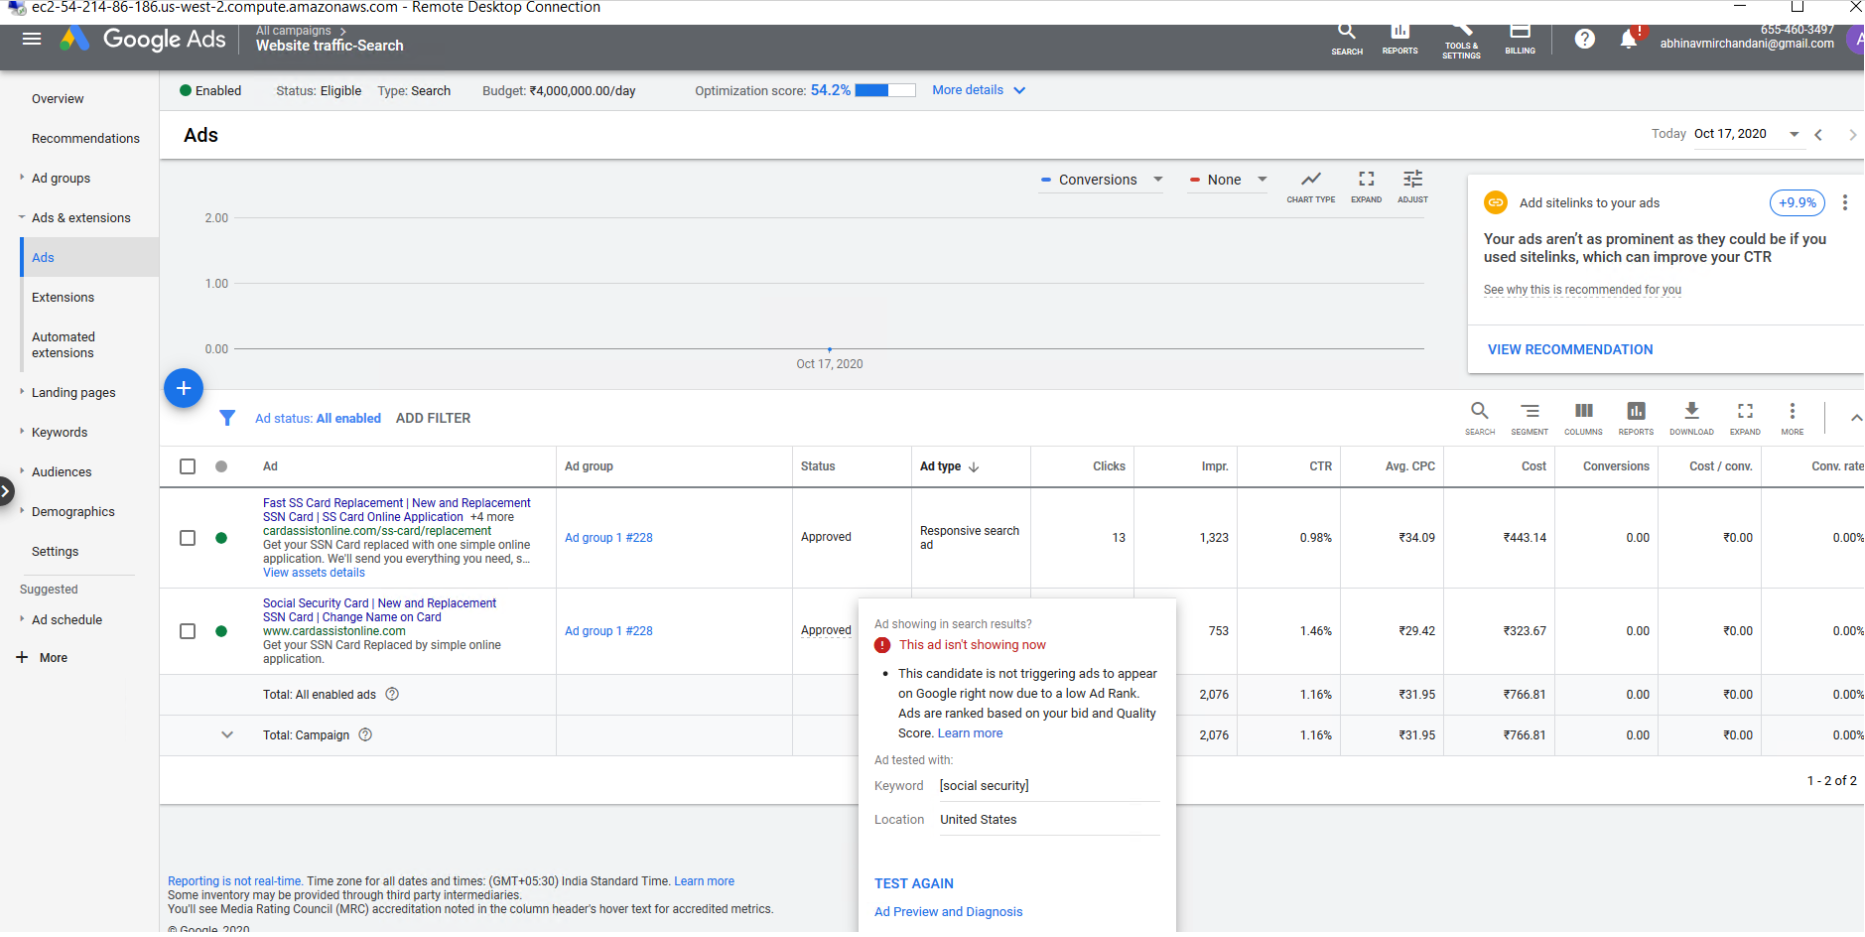 ec2-54-214-86-186.us-west-2.compute.amazonaws.com - Remote Desktop Connection
Google Ads
All campaigns >
Website traffic-Search
SEARCH
REPORTS
TOOLS & SETTINGS
BILLING
655-460-3497
abhinavmirchandani@gmail.com
A
Enabled
Status: Eligible
Type: Search
Budget: ₹4,000,000.00/day
Optimization score: 54.2%
More details
Overview
Recommendations
Ad groups
Ads & extensions
Ads
Extensions
Automated
extensions
Landing pages
Keywords
Audiences
Demographics
Settings
Suggested
Ad schedule
+ More
Ads
Today Oct 17, 2020
Conversions
None
CHART TYPE
EXPAND
ADJUST
2.00
1.00
0.00
Oct 17, 2020
Add sitelinks to your ads
+9.9%
Your ads aren't as prominent as they could be if you
used sitelinks, which can improve your CTR
See why this is recommended for you
VIEW RECOMMENDATION
Ad status: All enabled
ADD FILTER
SEARCH
SEGMENT
COLUMNS
REPORTS
DOWNLOAD
EXPAND
MORE
Ad Ad group Status Ad type Clicks Impr. CTR Avg. CPC Cost Conversions Cost / conv. Conv. rate
Fast SS Card Replacement | New and Replacement
SSN Card | SS Card Online Application +4 more
cardassistonline.com/ss-card/replacement
Get your SSN Card replaced with one simple online
application. We'll send you everything you need, s...
View assets details
Ad group 1 #228
Approved
Responsive search
ad
13 1,323 0.98% ₹34.09 ₹443.14 0.00 ₹0.00 0.00%
Social Security Card | New and Replacement
SSN Card | Change Name on Card
www.cardassistonline.com
Get your SSN Card Replaced by simple online
application.
Ad group 1 #228
Approved
753 1.46% ₹29.42 ₹323.67 0.00 ₹0.00 0.00%
Total: All enabled ads
2,076 1.16% ₹31.95 ₹766.81 0.00 ₹0.00 0.00%
Total: Campaign
2,076 1.16% ₹31.95 ₹766.81 0.00 ₹0.00 0.00%
1 - 2 of 2
Ad showing in search results?
This ad isn't showing now
• This candidate is not triggering ads to appear
on Google right now due to a low Ad Rank.
Ads are ranked based on your bid and Quality
Score. Learn more
Ad tested with:
Keyword [social security]
Location United States
TEST AGAIN
Ad Preview and Diagnosis
Reporting is not real-time. Time zone for all dates and times: (GMT+05:30) India Standard Time. Learn more
Some inventory may be provided through third party intermediaries.
You'll see Media Rating Council (MRC) accreditation noted in the column header's hover text for accredited metrics.
© Google, 2020